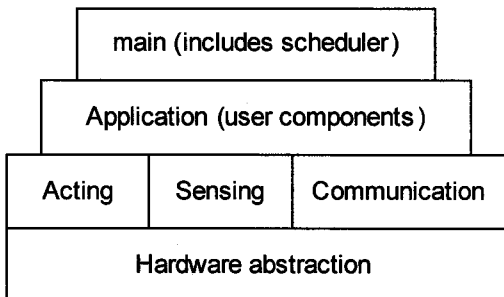 main (includes scheduler)
Application (user components)
Acting Sensing Communication
Hardware abstraction